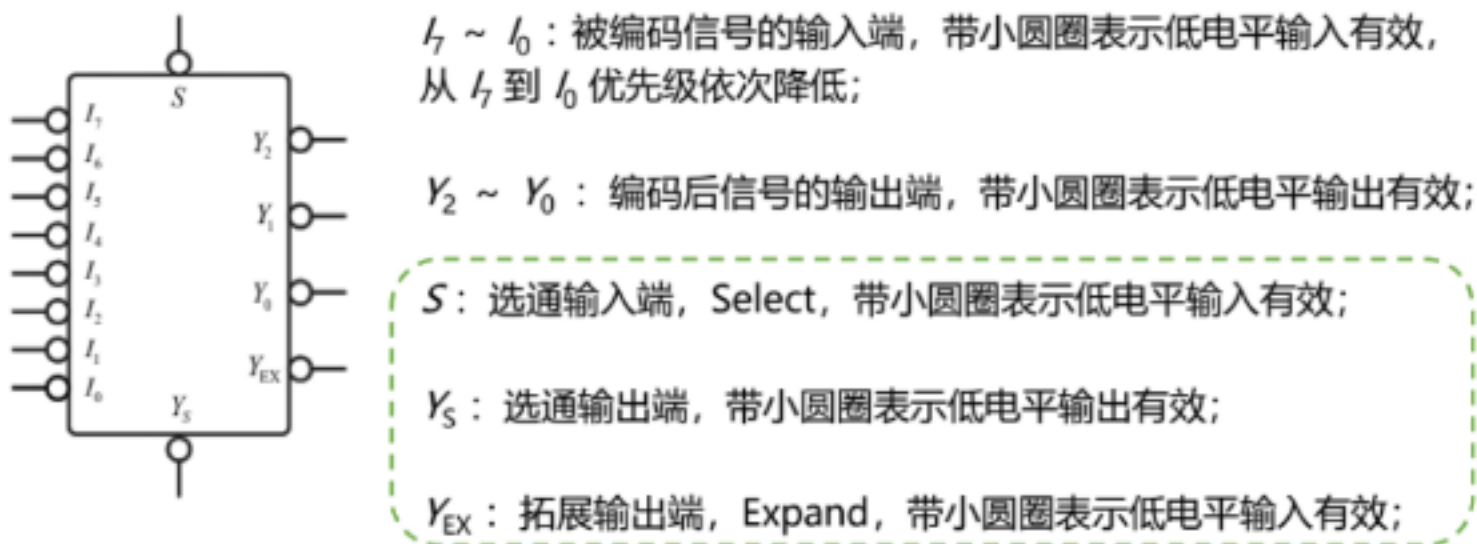 I₇ ~ I₀：被编码信号的输入端，带小圆圈表示低电平输入有效，
从 I₇ 到 I₀ 优先级依次降低；
Y₂ ~ Y₀ ：编码后信号的输出端，带小圆圈表示低电平输出有效；
S：选通输入端，Select，带小圆圈表示低电平输入有效；
Y_S：选通输出端，带小圆圈表示低电平输出有效；
Y_EX：拓展输出端，Expand，带小圆圈表示低电平输入有效；
S
I₇
I₆
I₅
I₄
I₃
I₂
I₁
I₀
Y₂
Y₁
Y₀
Y_EX
Y_S